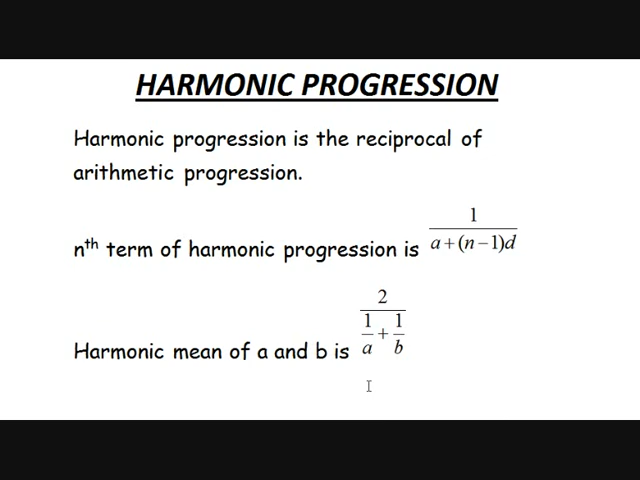 HARMONIC PROGRESSION
Harmonic progression is the reciprocal of
arithmetic progression.
nᵗʰ term of harmonic progression is 1/(a+(n−1)d)
Harmonic mean of a and b is 2/(1/a + 1/b)